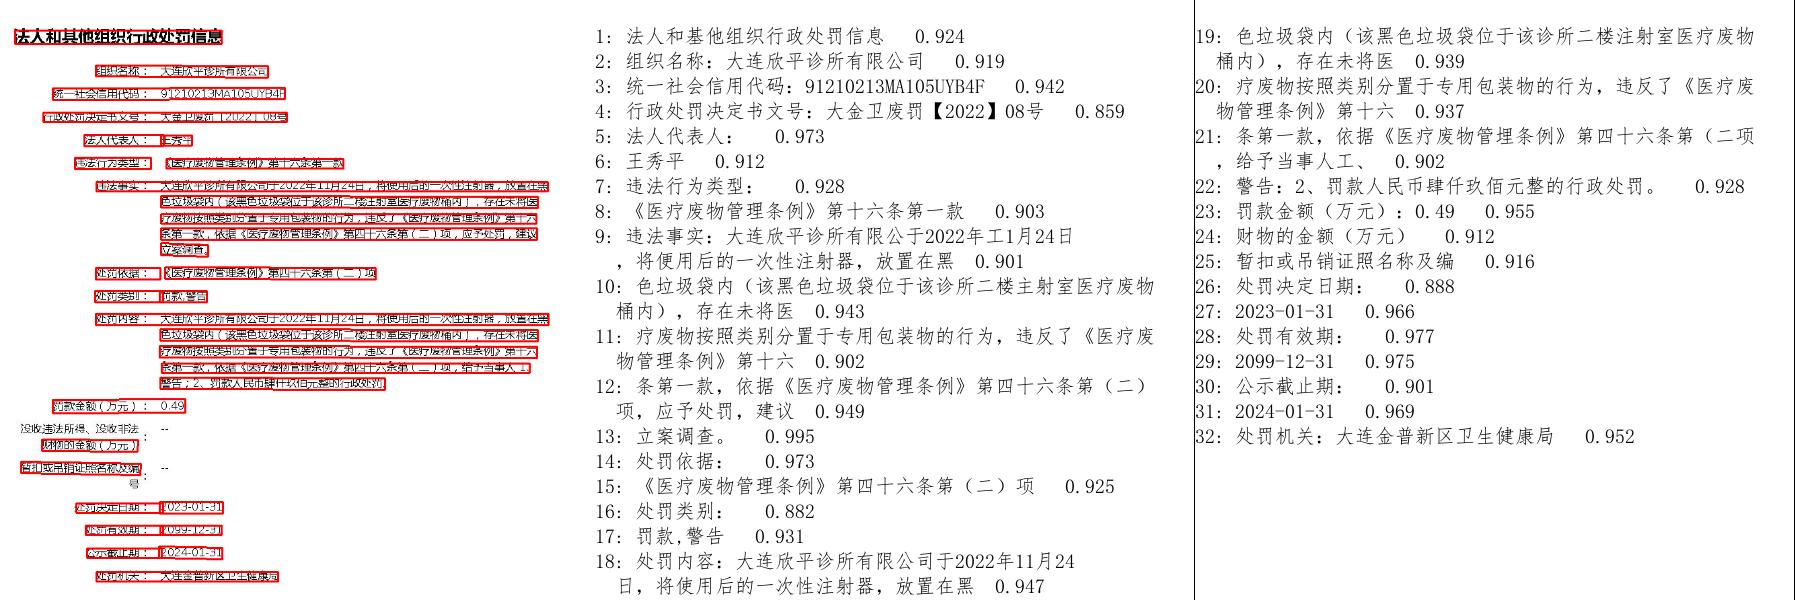 法人和其他组织行政处罚信息
组织名称： 大连欣平诊所有限公司
统一社会信用代码： 91210213MA105UYB4F
行政处罚决定书文号： 大金卫废罚【2022】08号
法人代表人： 王秀平
违法行为类型： 《医疗废物管理条例》第十六条第一款
违法事实： 大连欣平诊所有限公司于2022年11月24日，将使用后的一次性注射器，放置在黑
色垃圾袋内（该黑色垃圾袋位于该诊所二楼注射室医疗废物桶内），存在未将医
疗废物按照类别分置于专用包装物的行为，违反了《医疗废物管理条例》第十六
条第一款，依据《医疗废物管理条例》第四十六条第（二）项，应予处罚，建议
立案调查。
处罚依据： 《医疗废物管理条例》第四十六条第（二）项
处罚类别： 罚款,警告
处罚内容： 大连欣平诊所有限公司于2022年11月24日，将使用后的一次性注射器，放置在黑
色垃圾袋内（该黑色垃圾袋位于该诊所二楼注射室医疗废物桶内），存在未将医
疗废物按照类别分置于专用包装物的行为，违反了《医疗废物管理条例》第十六
条第一款，依据《医疗废物管理条例》第四十六条第（二）项，给予当事人 1、
警告；2、罚款人民币肆仟玖佰元整的行政处罚。
罚款金额（万元）： 0.49
没收违法所得、没收非法
财物的金额（万元）： --
暂扣或吊销证照名称及编
号： --
处罚决定日期： 2023-01-31
处罚有效期： 2099-12-31
公示截止期： 2024-01-31
处罚机关： 大连金普新区卫生健康局
1: 法人和基他组织行政处罚信息 0.924
2: 组织名称：大连欣平诊所有限公司 0.919
3: 统一社会信用代码：91210213MA105UYB4F 0.942
4: 行政处罚决定书文号：大金卫废罚【2022】08号 0.859
5: 法人代表人： 0.973
6: 王秀平 0.912
7: 违法行为类型： 0.928
8: 《医疗废物管理条例》第十六条第一款 0.903
9: 违法事实：大连欣平诊所有限公于2022年工1月24日
，将便用后的一次性注射器，放置在黑 0.901
10: 色垃圾袋内（该黑色垃圾袋位于该诊所二楼主射室医疗废物
桶内），存在未将医 0.943
11: 疗废物按照类别分置于专用包装物的行为，违反了《医疗废
物管理条例》第十六 0.902
12: 条第一款，依据《医疗废物管理条例》第四十六条第（二）
项，应予处罚，建议 0.949
13: 立案调查。 0.995
14: 处罚依据： 0.973
15: 《医疗废物管理条例》第四十六条第（二）项 0.925
16: 处罚类别： 0.882
17: 罚款,警告 0.931
18: 处罚内容：大连欣平诊所有限公司于2022年11月24
日，将使用后的一次性注射器，放置在黑 0.947
19: 色垃圾袋内（该黑色垃圾袋位于该诊所二楼注射室医疗废物
桶内），存在未将医 0.939
20: 疗废物按照类别分置于专用包装物的行为，违反了《医疗废
物管理条例》第十六 0.937
21: 条第一款，依据《医疗废物管埋条例》第四十六条第（二项
，给予当事人工、 0.902
22: 警告：2、罚款人民币肆仟玖佰元整的行政处罚。 0.928
23: 罚款金额（万元）：0.49 0.955
24: 财物的金额（万元） 0.912
25: 暂扣或吊销证照名称及编 0.916
26: 处罚决定日期： 0.888
27: 2023-01-31 0.966
28: 处罚有效期： 0.977
29: 2099-12-31 0.975
30: 公示截止期： 0.901
31: 2024-01-31 0.969
32: 处罚机关：大连金普新区卫生健康局 0.952